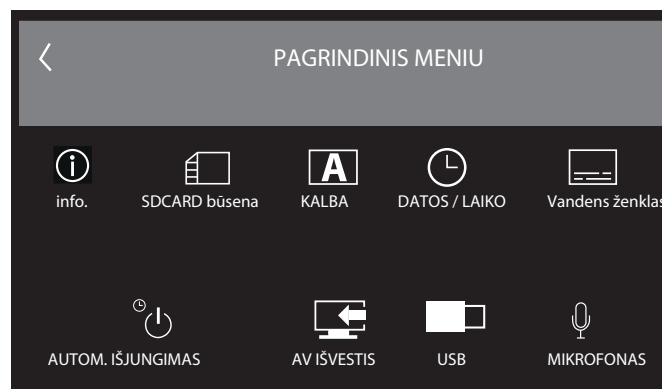 PAGRINDINIS MENIU
info. SDCARD būsena KALBA DATOS / LAIKO Vandens ženklas
AUTOM. IŠJUNGIMAS AV IŠVESTIS USB MIKROFONAS